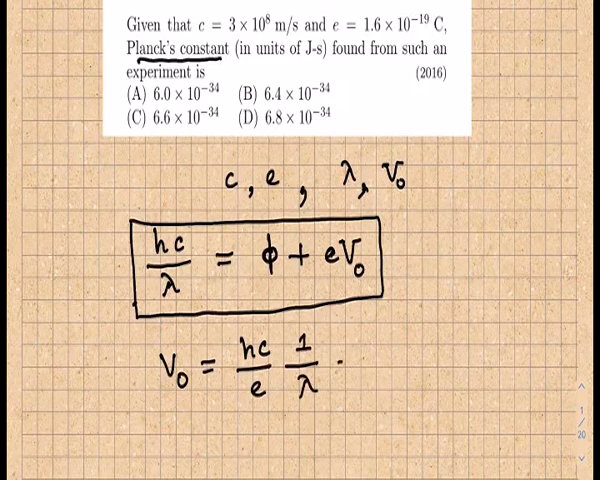 Given that c = 3 × 10⁸ m/s and e = 1.6 × 10⁻¹⁹ C,
Planck's constant (in units of J-s) found from such an
experiment is (2016)
(A) 6.0 × 10⁻³⁴ (B) 6.4 × 10⁻³⁴
(C) 6.6 × 10⁻³⁴ (D) 6.8 × 10⁻³⁴
c, e, λ, V₀
hc/λ = ϕ + eV₀
V₀ = hc/e 1/λ -
1
/
20